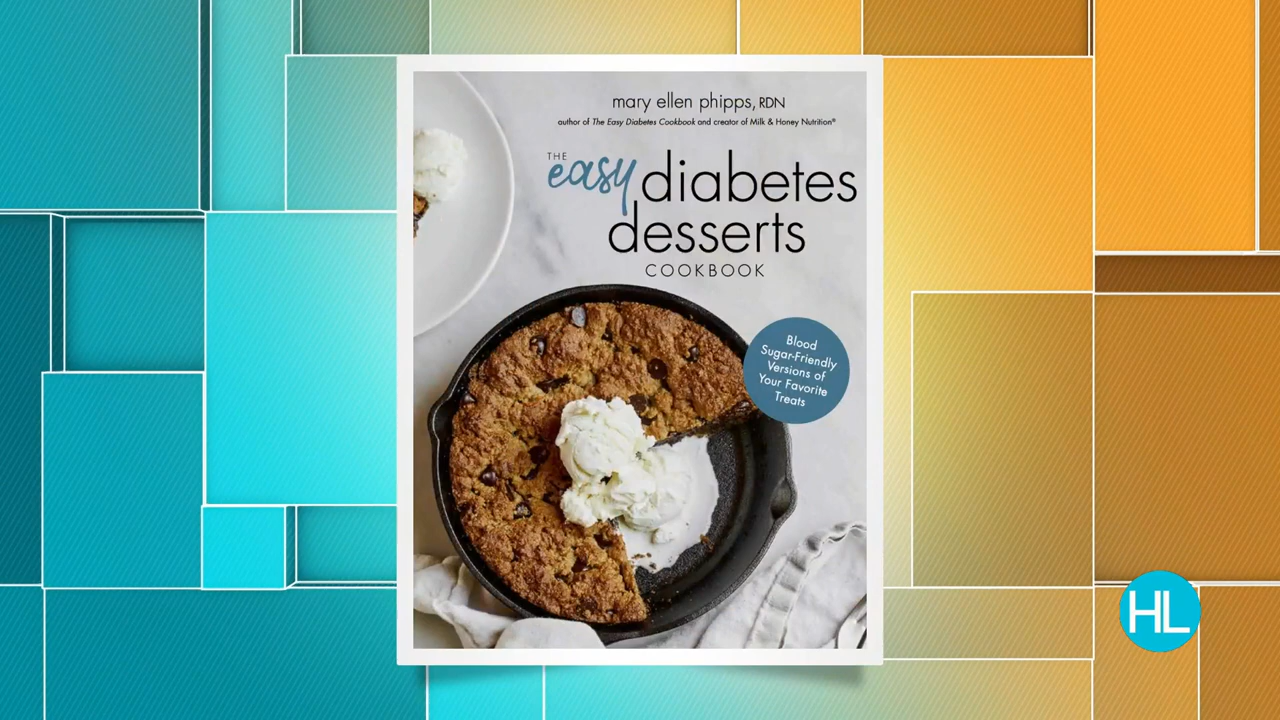 mary ellen phipps, RDN
author of The Easy Diabetes Cookbook and creator of Milk & Honey Nutrition®
THE
easy diabetes
desserts
COOKBOOK
Blood
Sugar-Friendly
Versions of
Your Favorite
Treats
HL